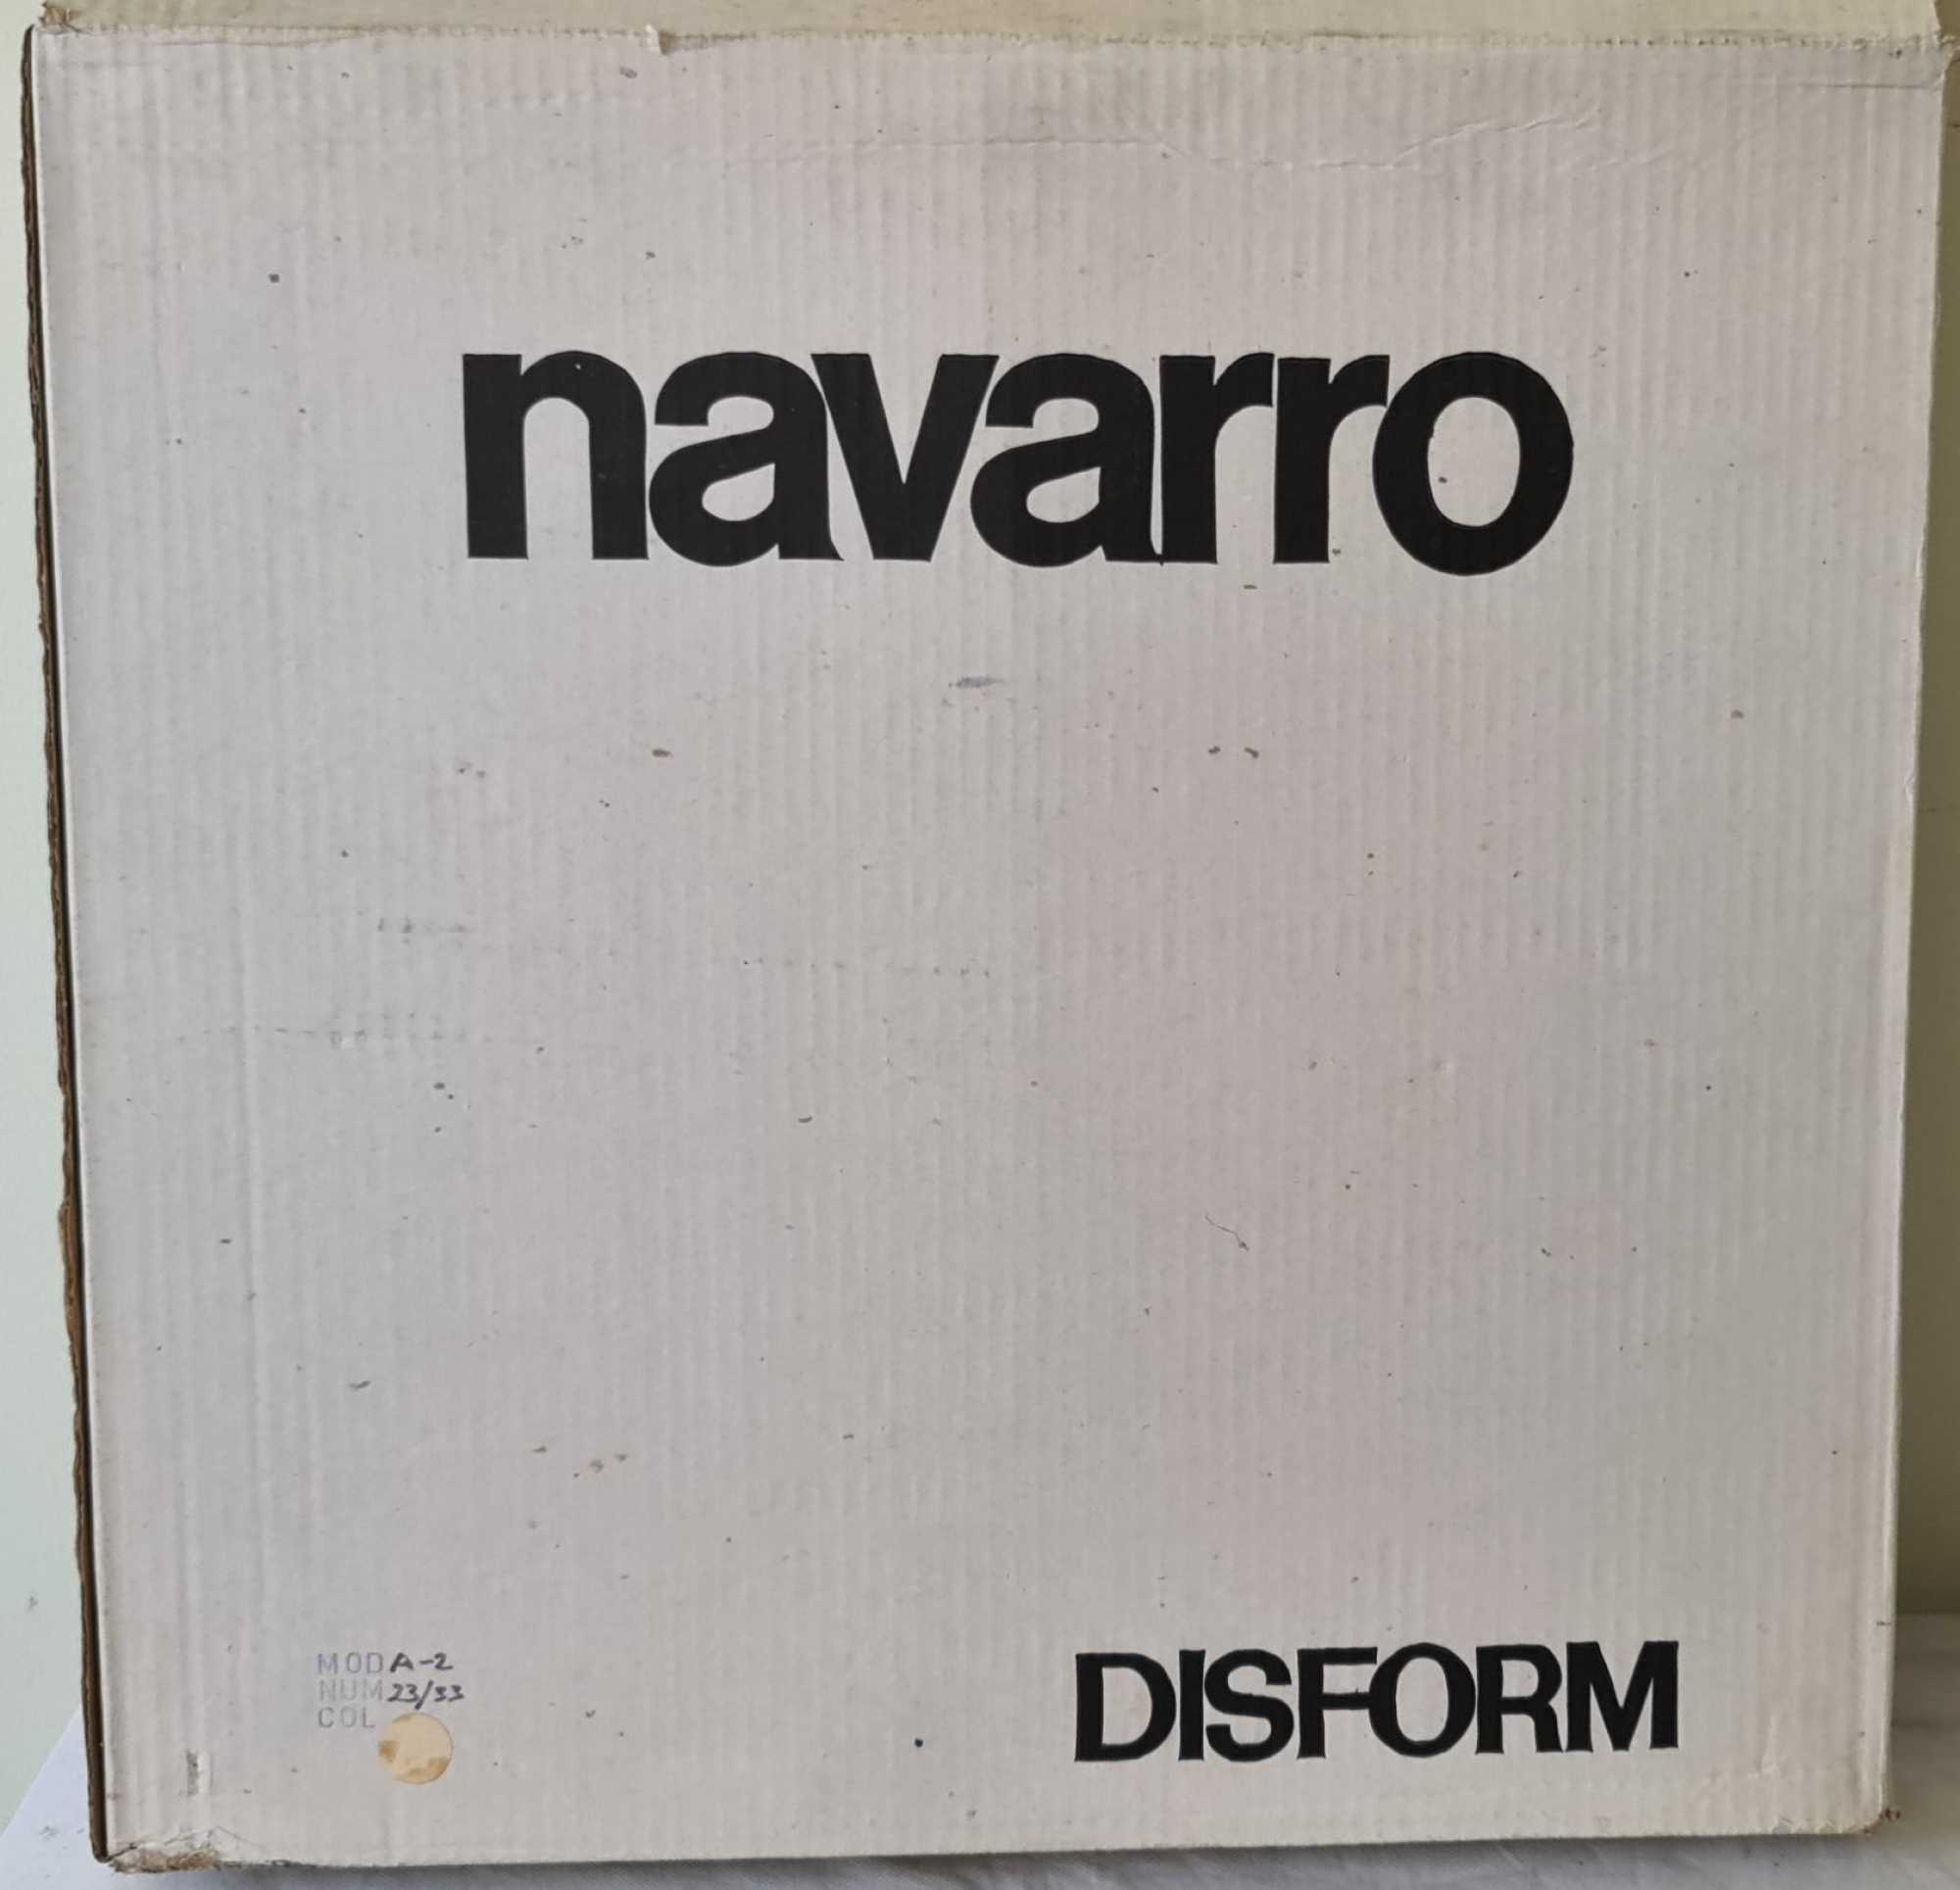 navarro
MOD A-2
NUM 23/33
COL
DISFORM